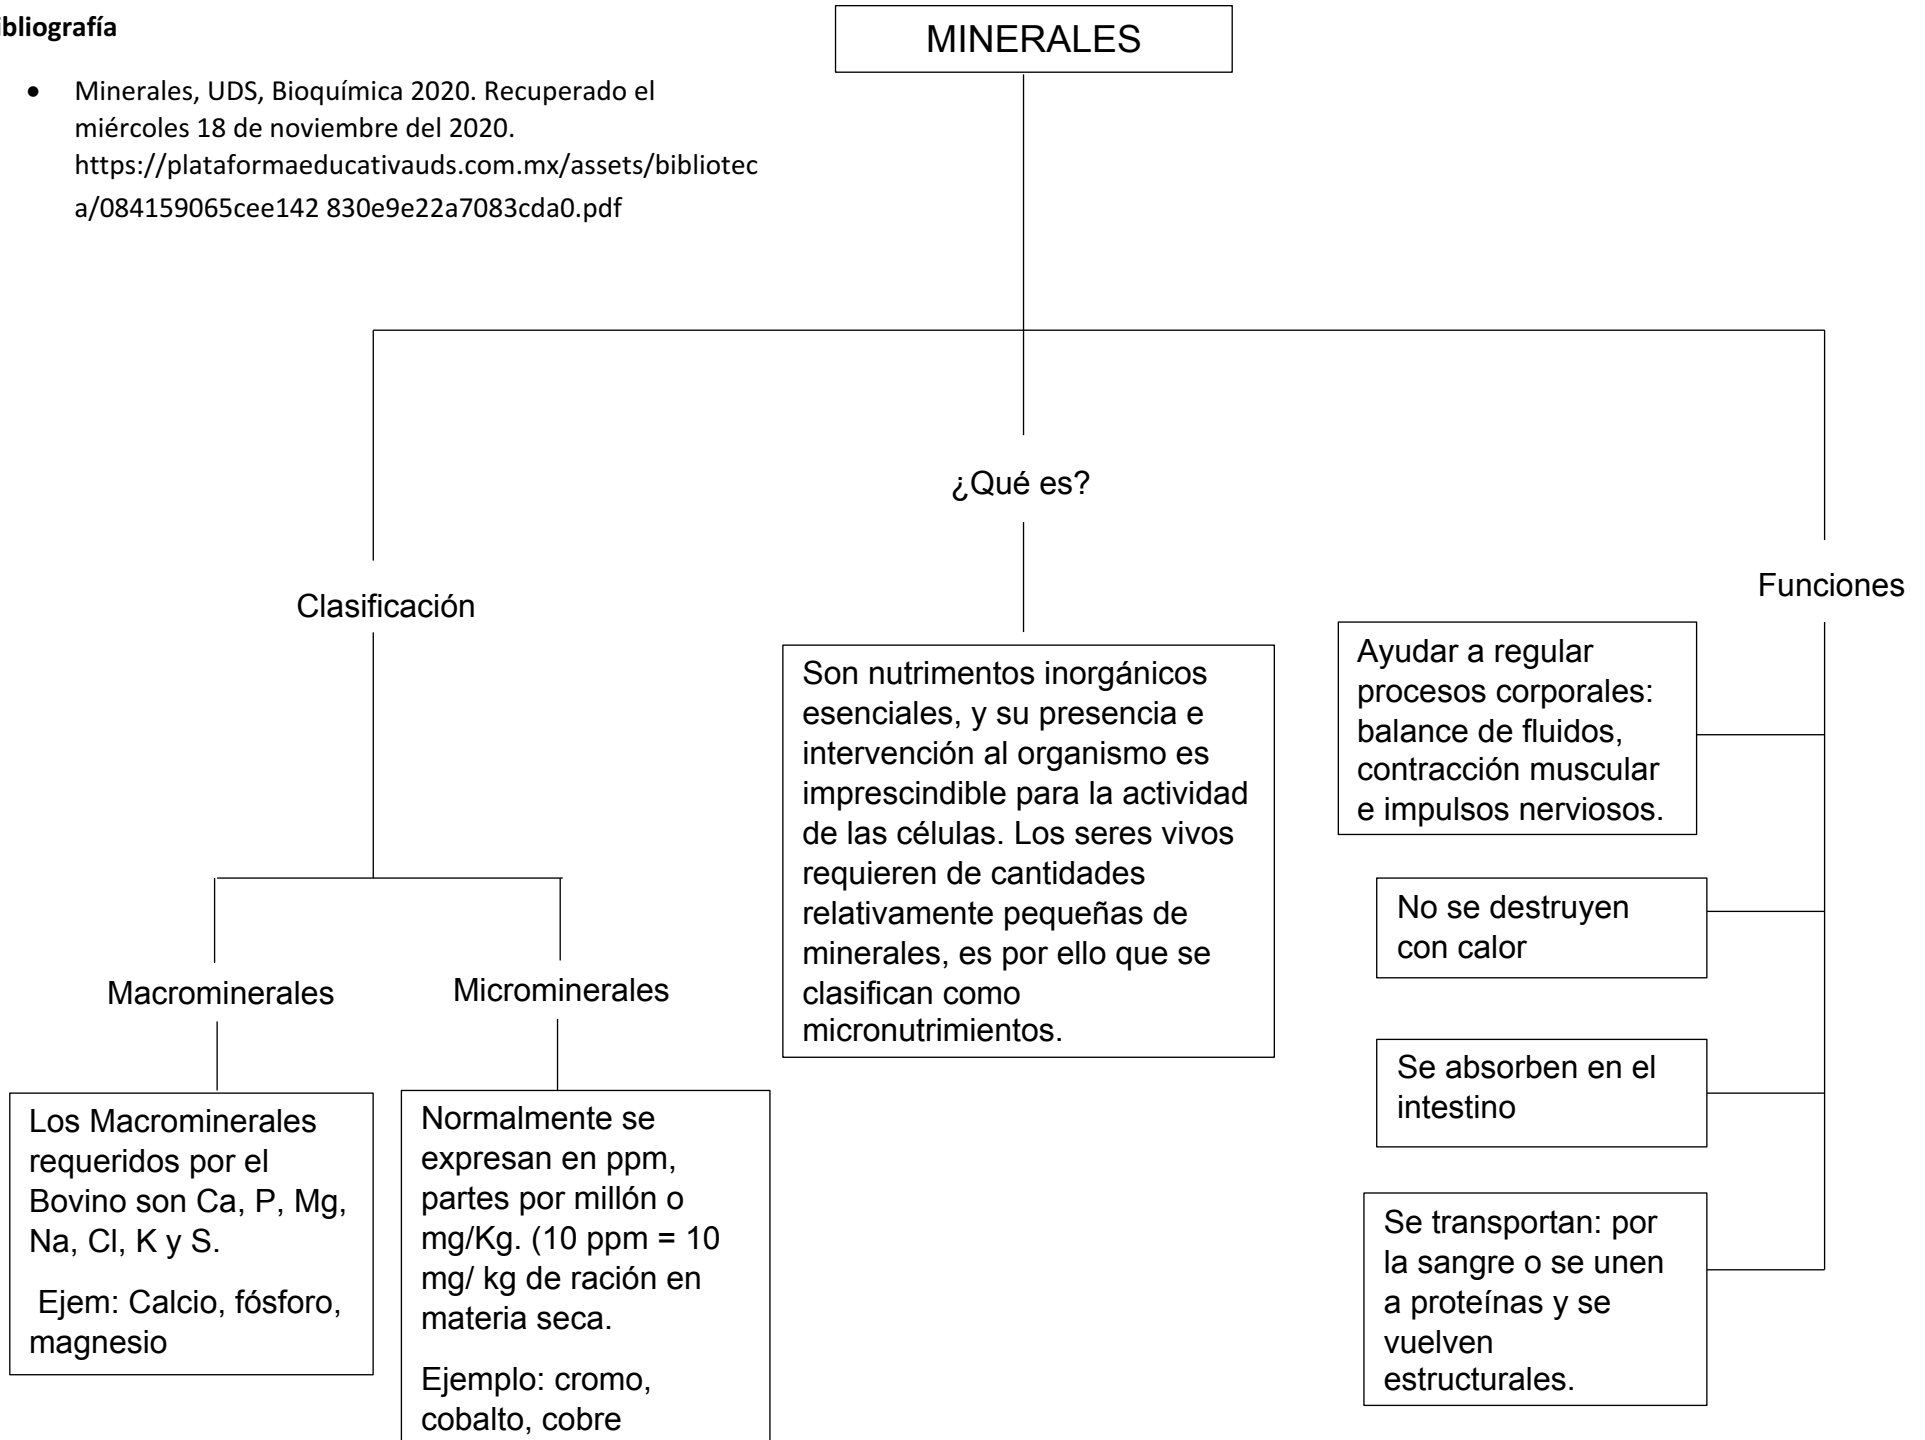 ibliografía
• Minerales, UDS, Bioquímica 2020. Recuperado el
miércoles 18 de noviembre del 2020.
https://plataformaeducativauds.com.mx/assets/bibliotec
a/084159065cee142 830e9e22a7083cda0.pdf
MINERALES
¿Qué es?
Clasificación
Funciones
Macrominerales
Microminerales
Los Macrominerales
requeridos por el
Bovino son Ca, P, Mg,
Na, Cl, K y S.
Ejem: Calcio, fósforo,
magnesio
Normalmente se
expresan en ppm,
partes por millón o
mg/Kg. (10 ppm = 10
mg/ kg de ración en
materia seca.
Ejemplo: cromo,
cobalto, cobre
Son nutrimentos inorgánicos
esenciales, y su presencia e
intervención al organismo es
imprescindible para la actividad
de las células. Los seres vivos
requieren de cantidades
relativamente pequeñas de
minerales, es por ello que se
clasifican como
micronutrimientos.
Ayudar a regular
procesos corporales:
balance de fluidos,
contracción muscular
e impulsos nerviosos.
No se destruyen
con calor
Se absorben en el
intestino
Se transportan: por
la sangre o se unen
a proteínas y se
vuelven
estructurales.